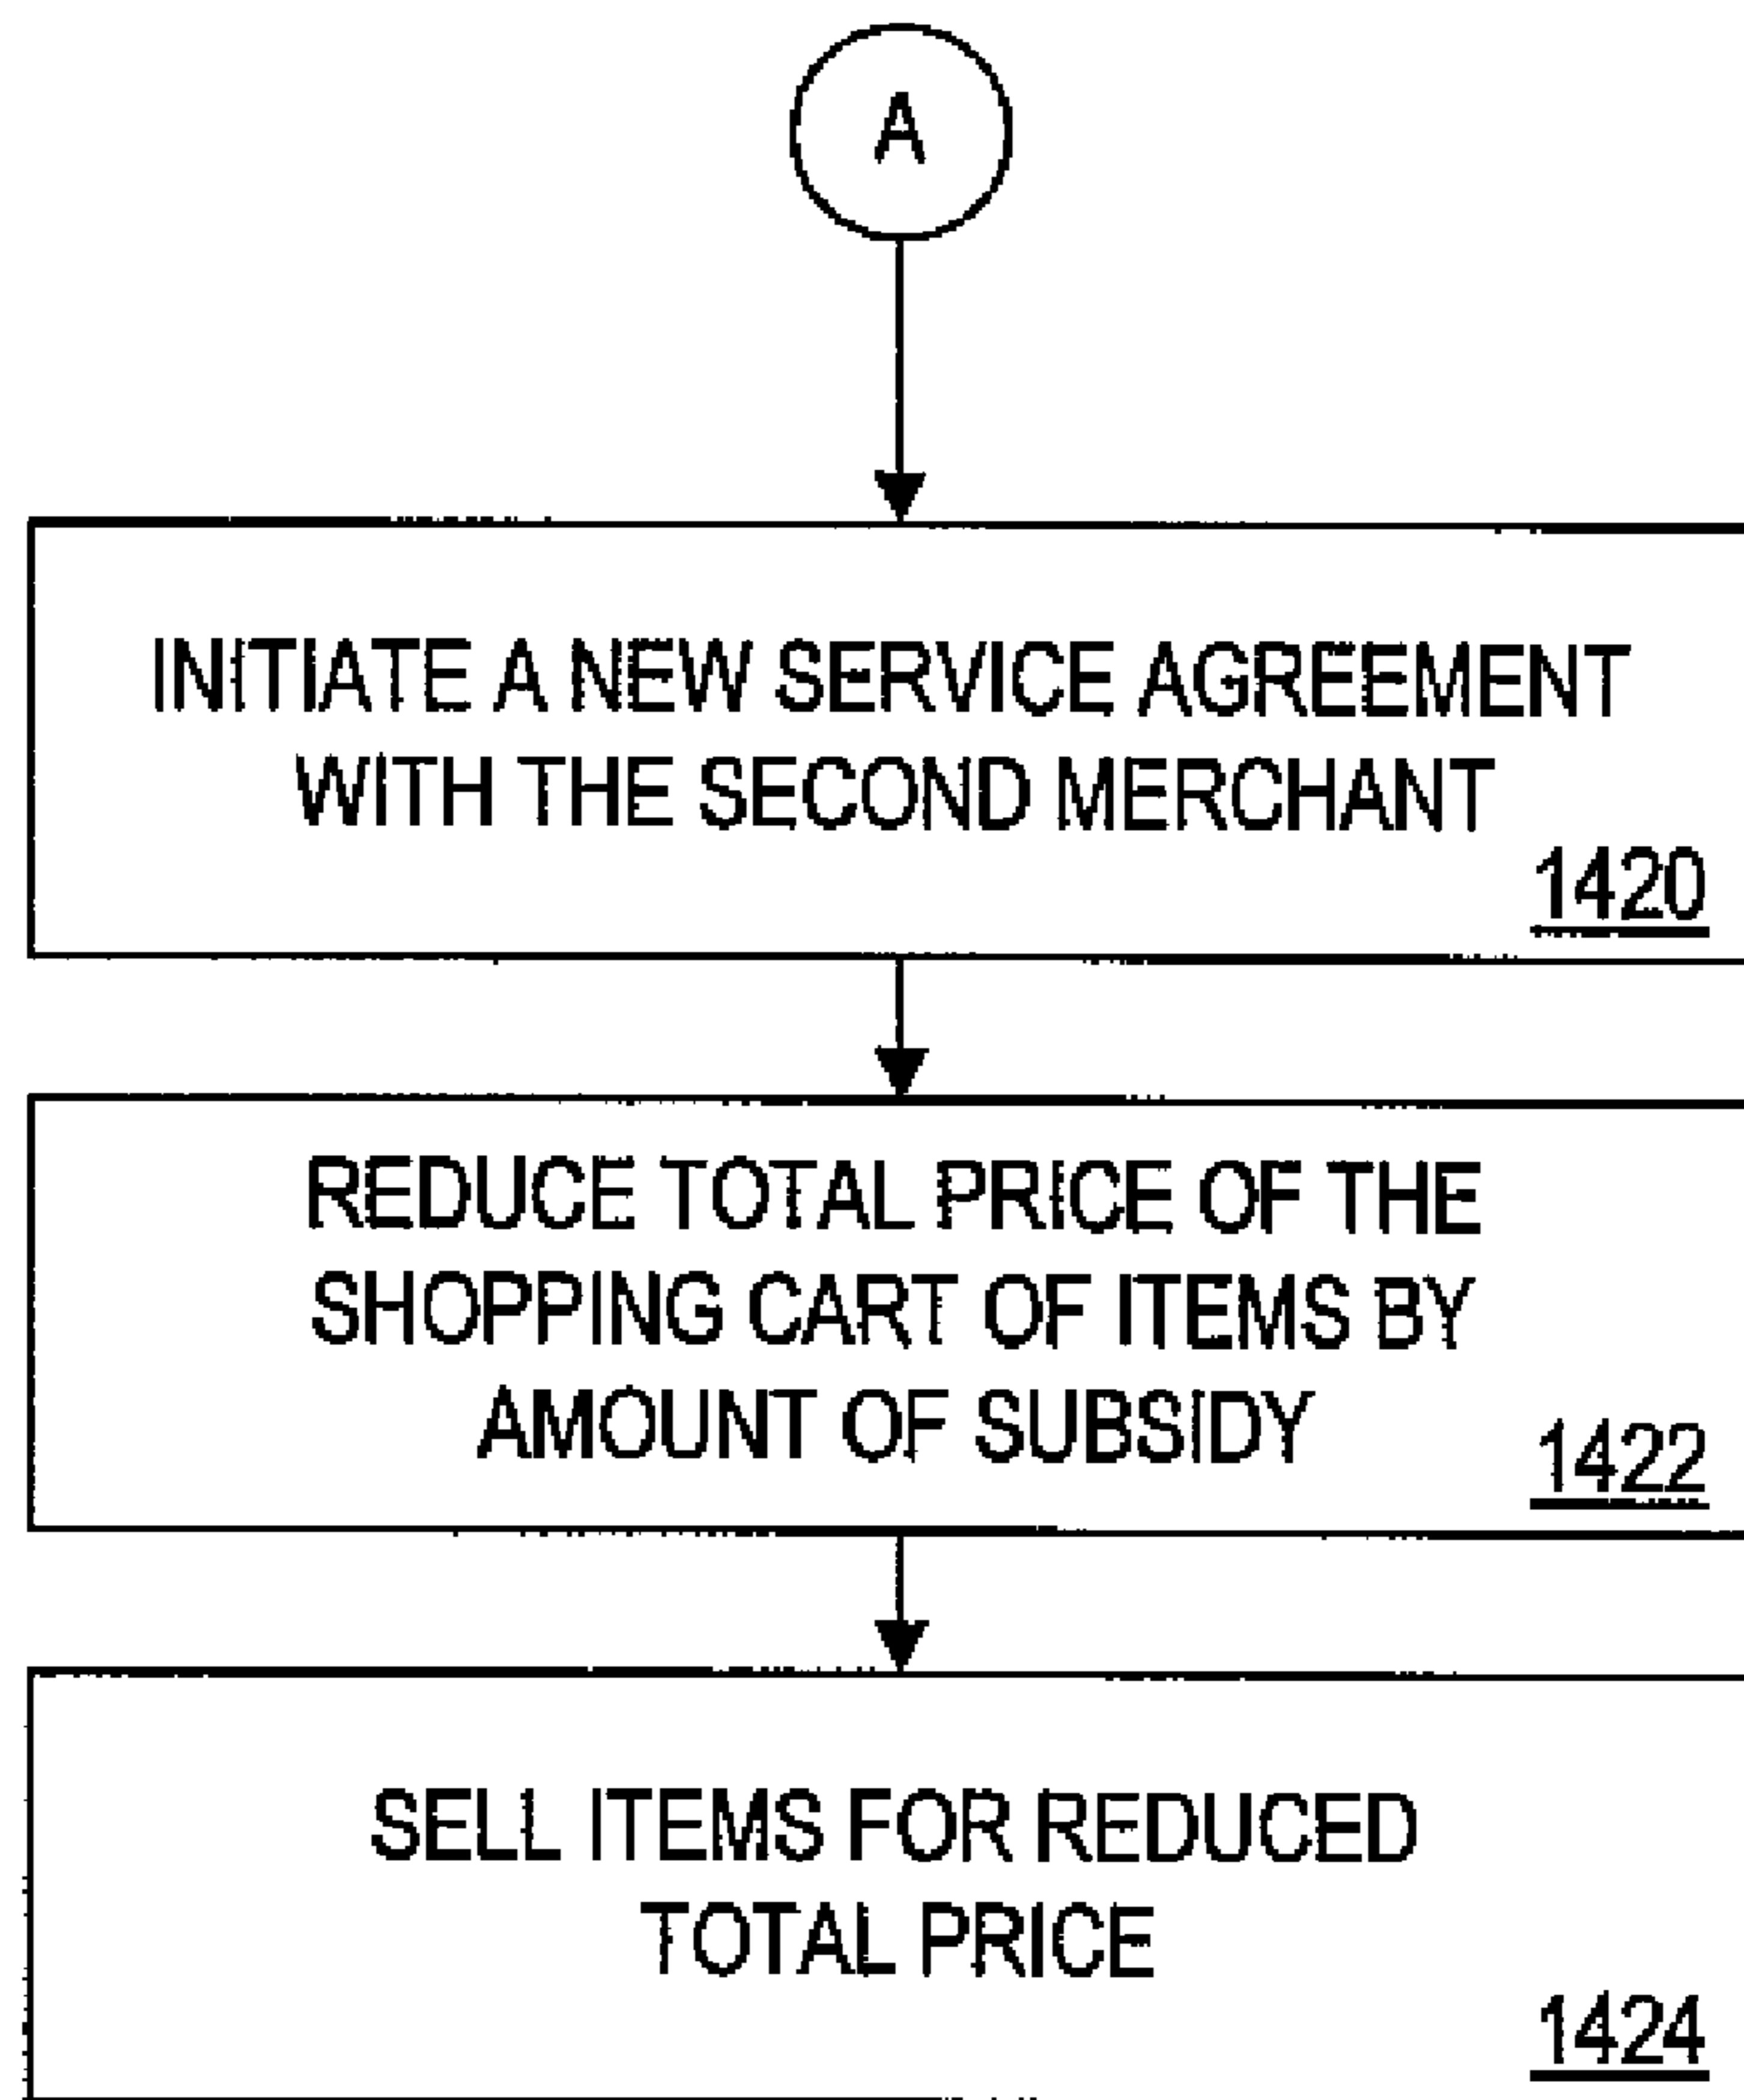 A
INITIATE A NEW SERVICE AGREEMENT
WITH THE SECOND MERCHANT
1420
REDUCE TOTAL PRICE OF THE
SHOPPING CART OF ITEMS BY
AMOUNT OF SUBSIDY
1422
SELL ITEMS FOR REDUCED
TOTAL PRICE
1424